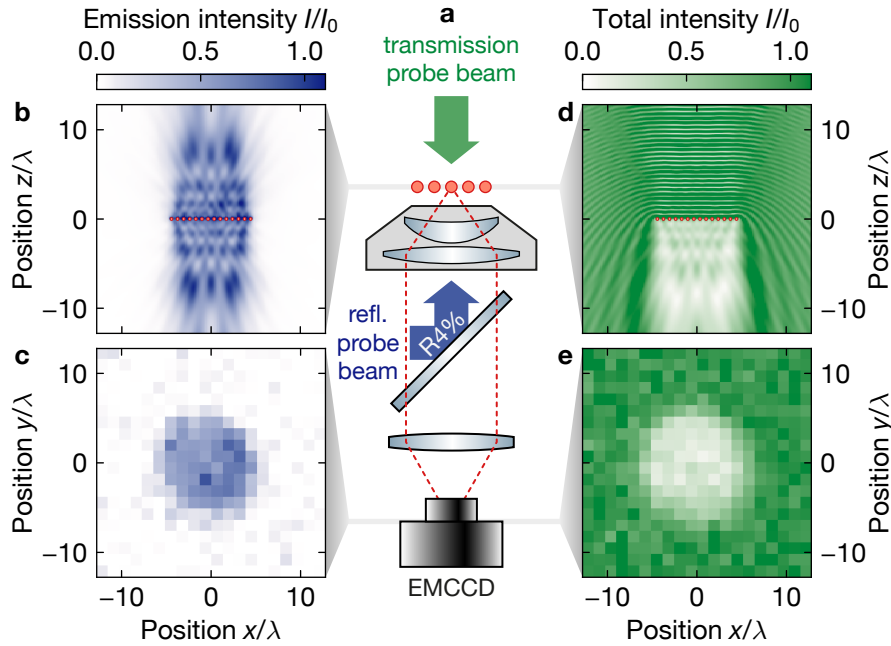 Emission intensity I/I₀
0.0 0.5 1.0
a
transmission
probe beam
Total intensity I/I₀
0.0 0.5 1.0
b
Position z/λ
10
0
−10
d
Position z/λ
10
0
−10
refl.
probe
beam
R4%
c
Position y/λ
10
0
−10
−10 0 10
Position x/λ
EMCCD
e
Position y/λ
10
0
−10
−10 0 10
Position x/λ